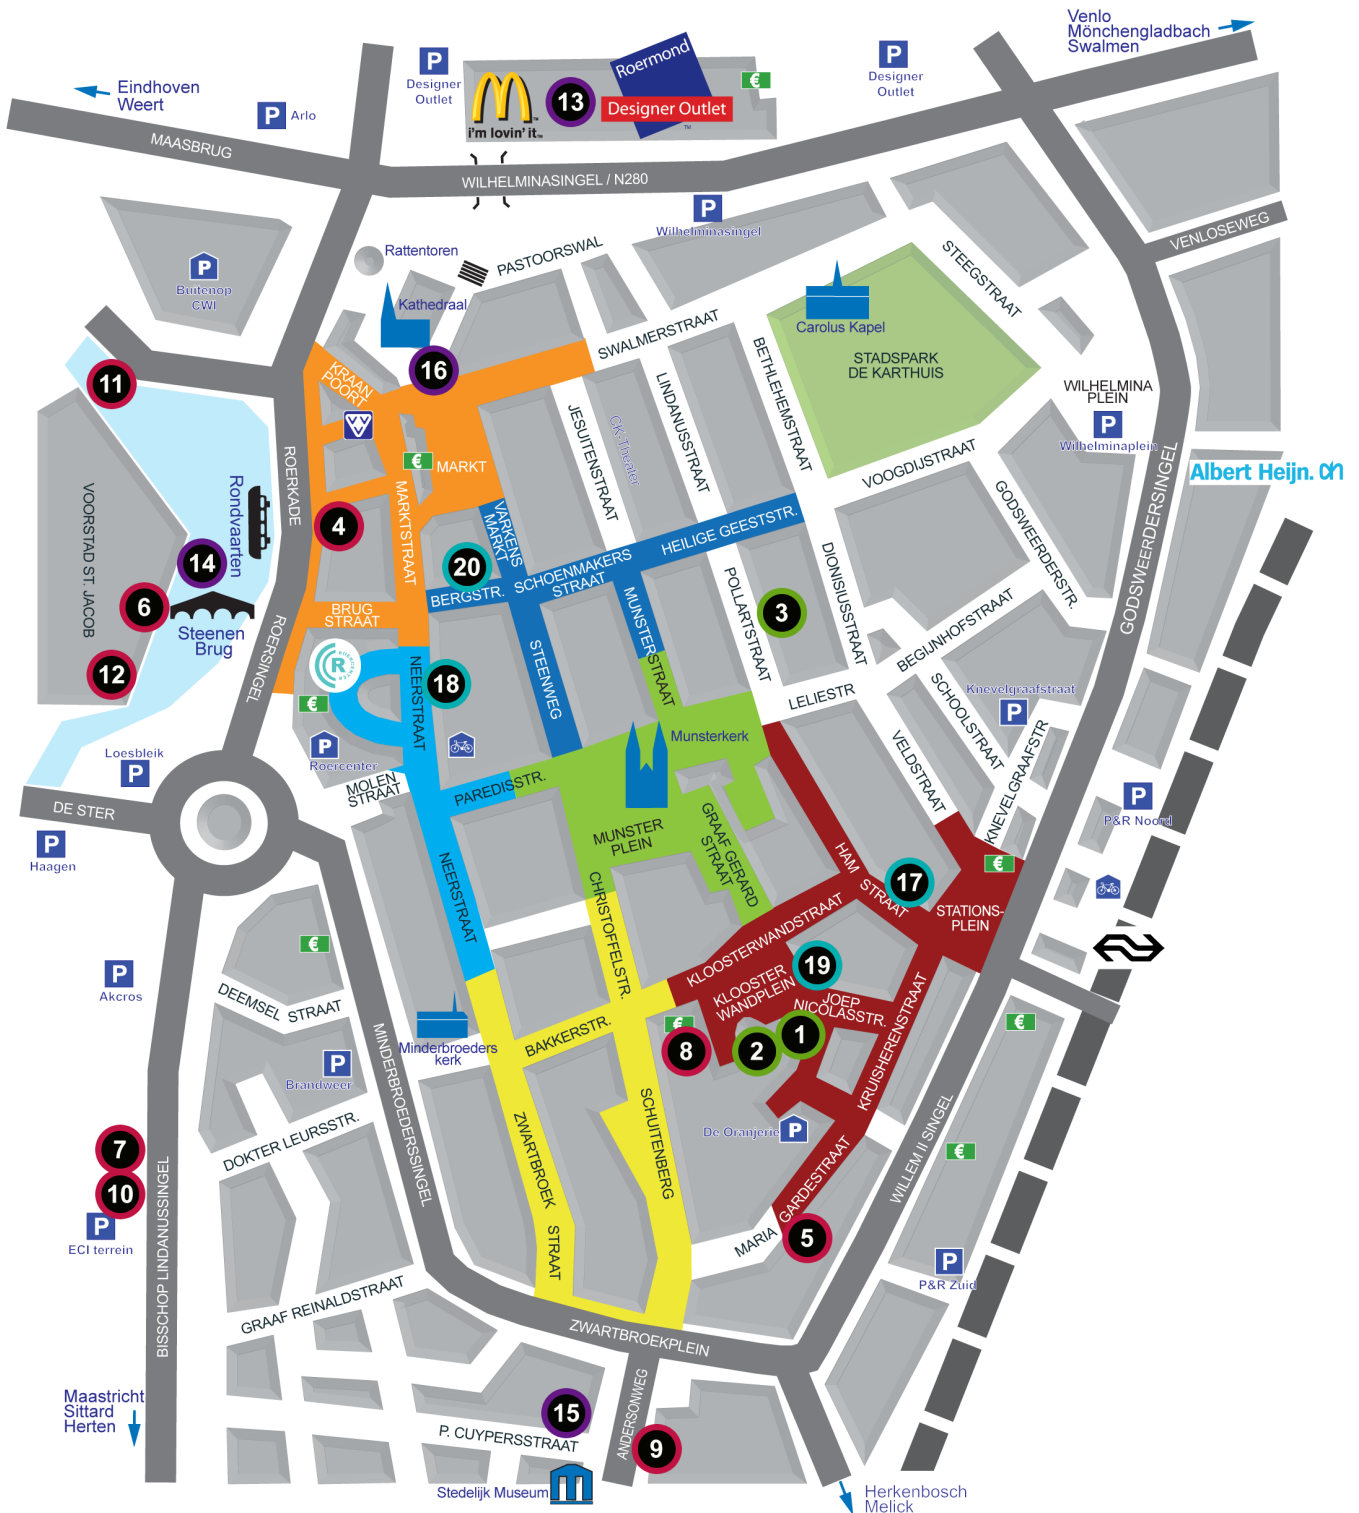 Venlo
Mönchengladbach
Swalmen
Eindhoven
Weert
P
Arlo
P
Designer
Outlet
i'm lovin' it™
13
Roermond
Designer Outlet
™
€
P
Designer
Outlet
MAASBRUG
WILHELMINASINGEL / N280
P
Wilhelminasingel
VENLOSEWEG
P
Buitenop
CWI
Rattentoren
PASTOORSWAL
Kathedraal
STEEGSTRAAT
Carolus Kapel
SWALMERSTRAAT
STADSPARK
DE KARTHUIS
BETHLEHEMSTRAAT
11
KRAAN
POORT
16
LINDANUSSTRAAT
JESUITENSTRAAT
CK-Theater
WILHELMINA
PLEIN
P
Wilhelminaplein
VVV
€
MARKT
VOOGDIJSTRAAT
Albert Heijn.
ROERKADE
Rondvaarten
VOORSTAD ST. JACOB
MARKTSTRAAT
4
VARKENS
MARKT
HEILIGE GEESTSTR.
GODSWEERDERSTR.
GODSWEERDERSINGEL
14
20
BERGSTR.
SCHOENMAKERS
STRAAT
DIONISIUSSTRAAT
POLLARTSTRAAT
3
6
Steenen
Brug
BRUG
STRAAT
MUNSTERSTRAAT
BEGIJNHOFSTRAAT
ROERSINGEL
12
R
ROERCENTER
€
NEERSTRAAT
18
STEENWEG
LELIESTR
SCHOOLSTRAAT
Knevelgraafstraat
P
KNEVELGRAAFSTR
VELDSTRAAT
P
Roercenter
MOLEN
STRAAT
Munsterkerk
Loesbleik
P
PAREDISSTR.
DE STER
P
P&R Noord
MUNSTER
PLEIN
GRAAF GERARD
STRAAT
P
Haagen
NEERSTRAAT
CHRISTOFFELSTR.
HAM
STRAAT
17
€
STATIONS-
PLEIN
KLOOSTERWANDSTRAAT
€
P
Akcros
KLOOSTER
WANDPLEIN
19
DEEMSEL STRAAT
JOEP
NICOLASSTR.
KRUISHERENSTRAAT
€
€
8
2
1
BAKKERSTR.
Minderbroeders
kerk
MINDERBROEDERSSINGEL
P
Brandweer
SCHUITENBERG
De Oranjerie
P
€
WILLEM II SINGEL
7
10
P
ECI terrein
DOKTER LEURSSTR.
ZWARTBROEK
STRAAT
MARIA
GARDESTRAAT
5
BISSCHOP LINDANUSSINGEL
P
P&R Zuid
GRAAF REINALDSTRAAT
ZWARTBROEKPLEIN
Maastricht
Sittard
Herten
15
P. CUYPERSSTRAAT
ANDERSONWEG
9
Stedelijk Museum
Herkenbosch
Melick